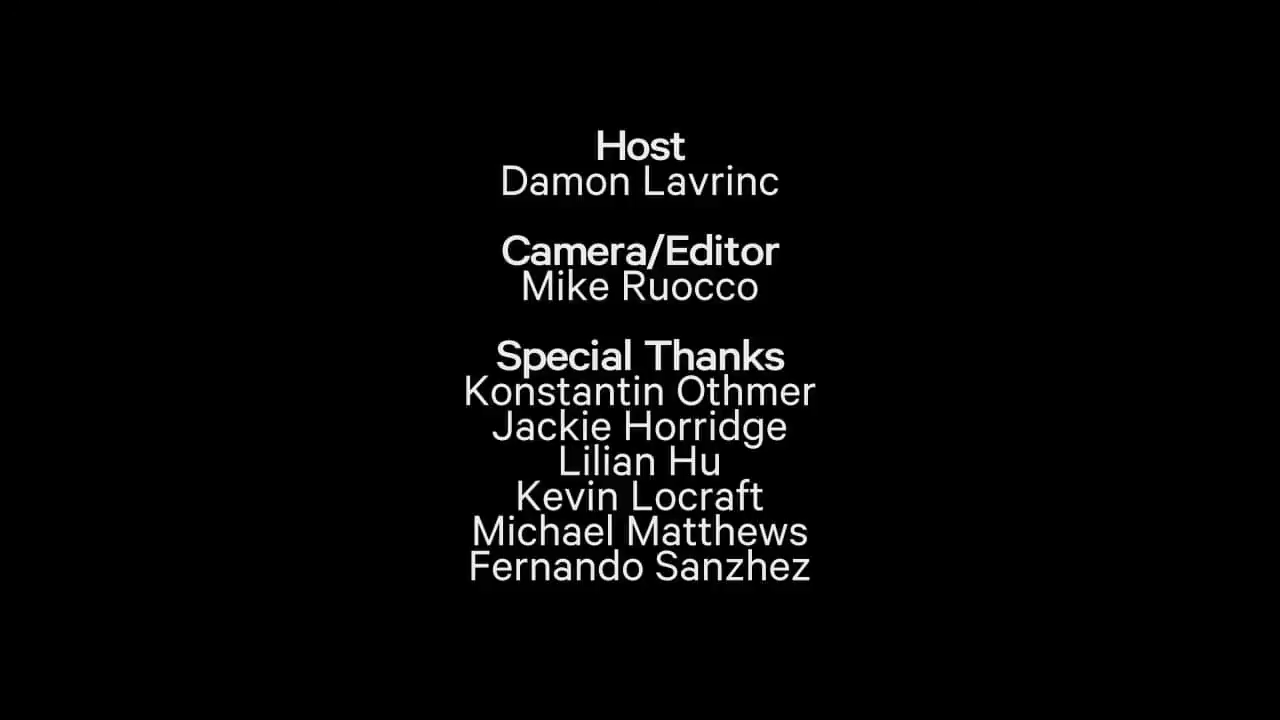 Host
Damon Lavrinc
Camera/Editor
Mike Ruocco
Special Thanks
Konstantin Othmer
Jackie Horridge
Lilian Hu
Kevin Locraft
Michael Matthews
Fernando Sanzhez